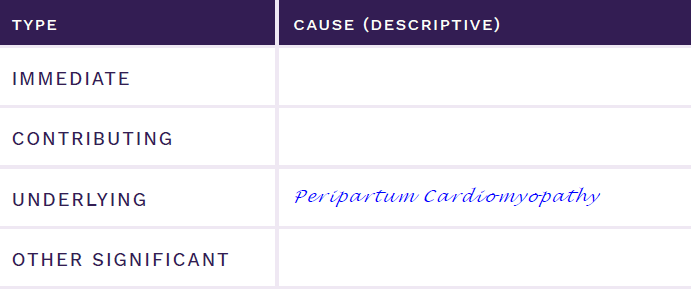 TYPE CAUSE (DESCRIPTIVE)
IMMEDIATE
CONTRIBUTING
UNDERLYING Peripartum Cardiomyopathy
OTHER SIGNIFICANT